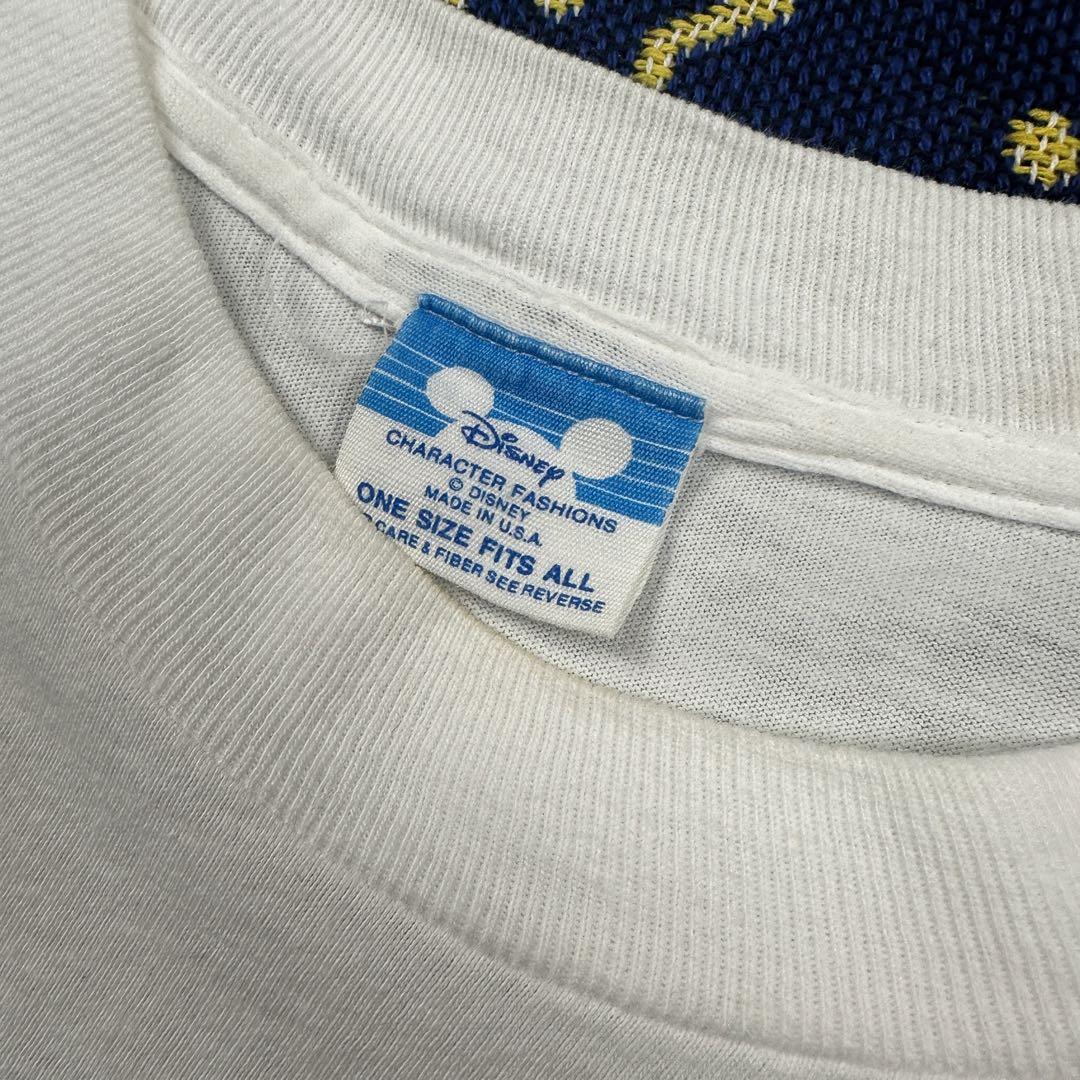 Disney
CHARACTER FASHIONS
© DISNEY
MADE IN U.S.A.
ONE SIZE FITS ALL
CARE & FIBER SEE REVERSE